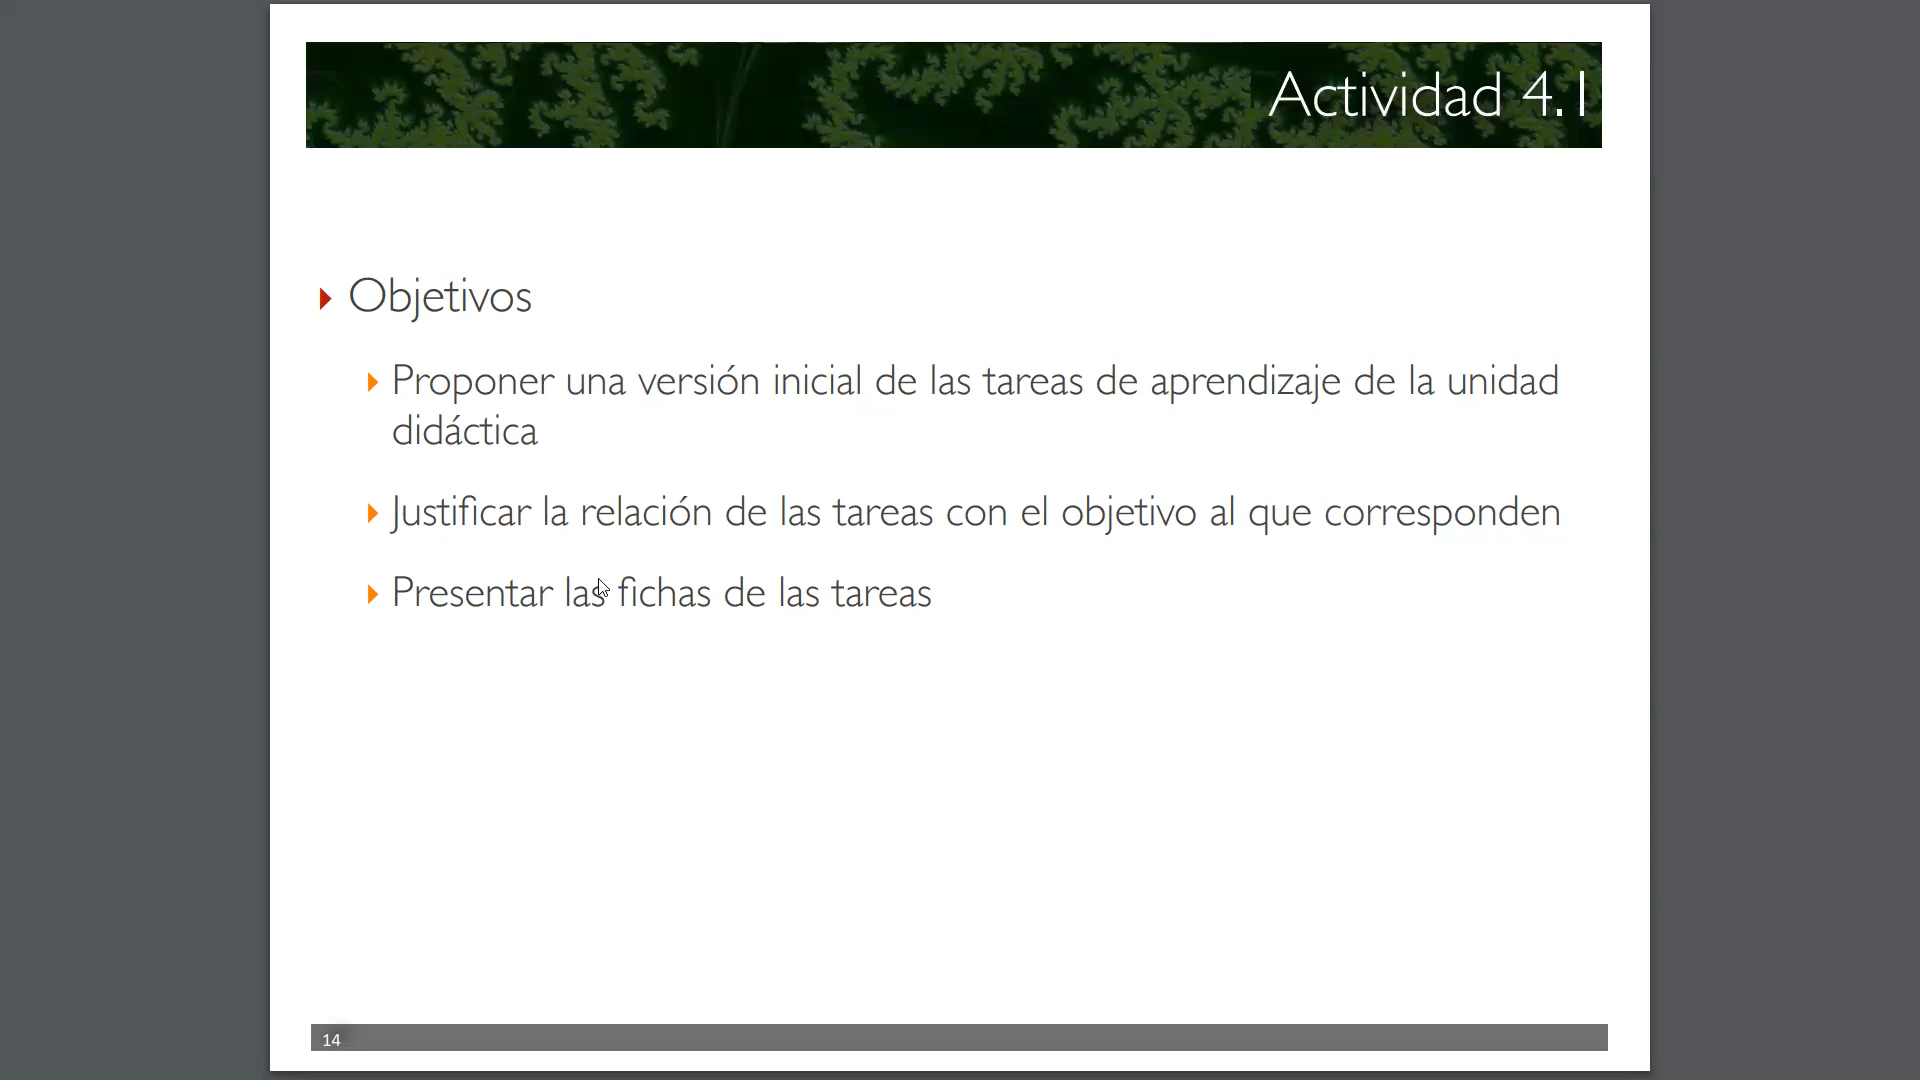 Actividad 4.1
Objetivos
Proponer una versión inicial de las tareas de aprendizaje de la unidad
didáctica
Justificar la relación de las tareas con el objetivo al que corresponden
Presentar las fichas de las tareas
14